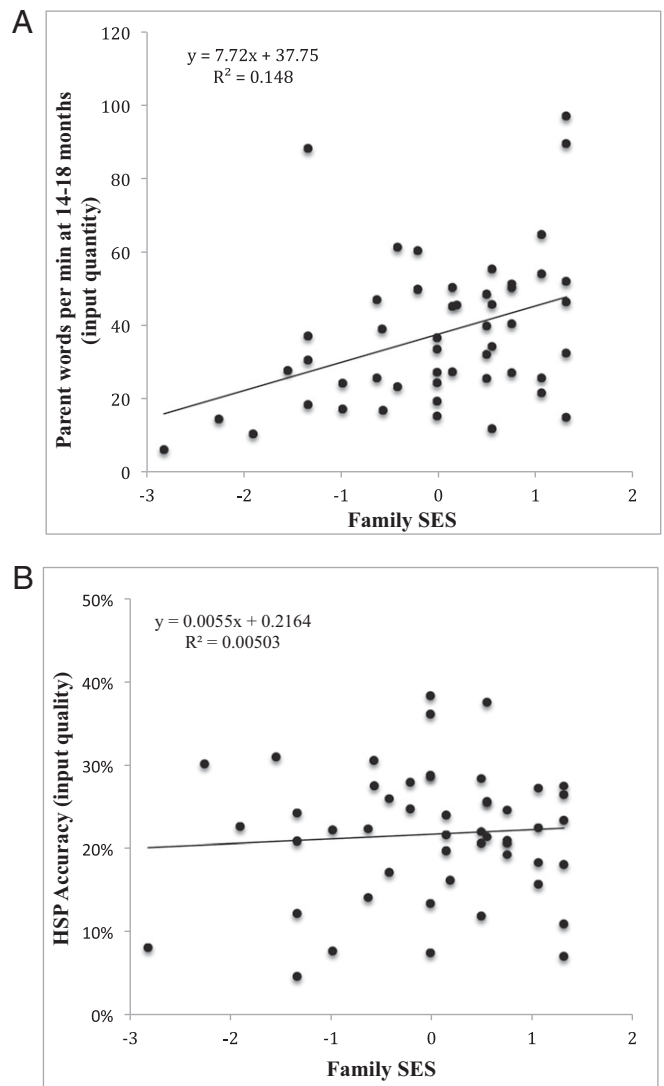 A
120
100
80
60
40
20
0
y = 7.72x + 37.75
R² = 0.148
Parent words per min at 14-18 months
(input quantity)
-3 -2 -1 0 1 2
Family SES
B
50%
40%
30%
20%
10%
0%
y = 0.0055x + 0.2164
R² = 0.00503
HSP Accuracy (input quality)
-3 -2 -1 0 1 2
Family SES